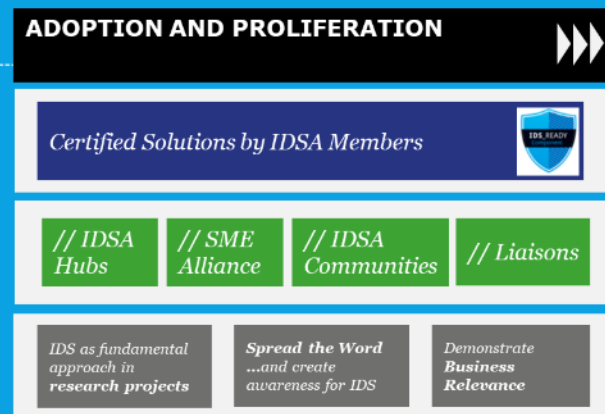 ADOPTION AND PROLIFERATION
Certified Solutions by IDSA Members
IDS_READY
Component
// IDSA
Hubs
// SME
Alliance
// IDSA
Communities
// Liaisons
IDS as fundamental
approach in
research projects
Spread the Word
...and create
awareness for IDS
Demonstrate
Business
Relevance